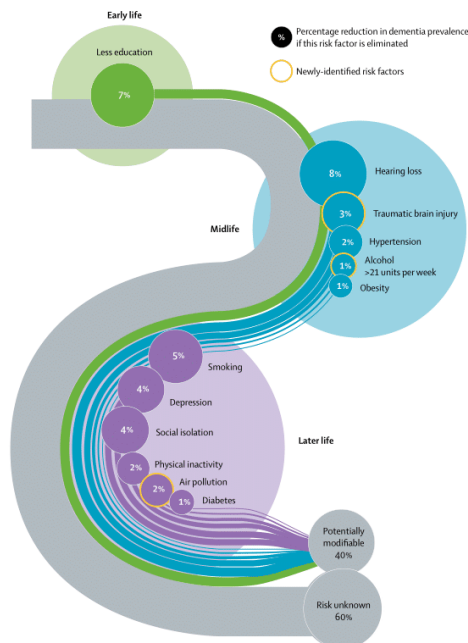 Early life
%
Percentage reduction in dementia prevalence
if this risk factor is eliminated
Less education
7%
Newly-identified risk factors
8%
Hearing loss
3%
Traumatic brain injury
Midlife
2%
Hypertension
1%
Alcohol
>21 units per week
1%
Obesity
5%
Smoking
4%
Depression
4%
Social isolation
Later life
2%
Physical inactivity
2%
Air pollution
1%
Diabetes
Potentially
modifiable
40%
Risk unknown
60%